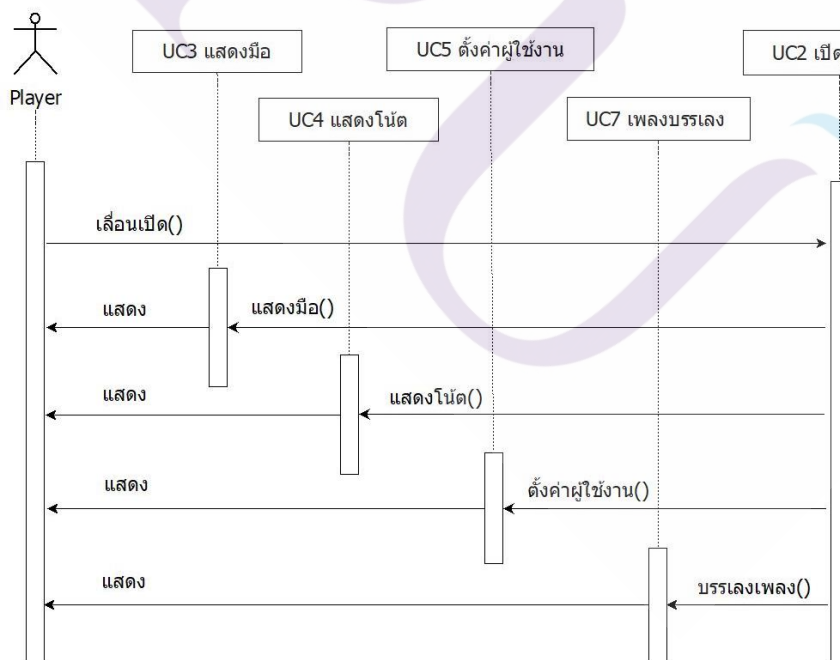 UC3 แสดงมือ
UC5 ตั้งค่าผู้ใช้งาน
UC2 เปิด
Player
UC4 แสดงโน้ต
UC7 เพลงบรรเลง
เลื่อนเปิด()
แสดง
แสดงมือ()
แสดง
แสดงโน้ต()
แสดง
ตั้งค่าผู้ใช้งาน()
แสดง
บรรเลงเพลง()